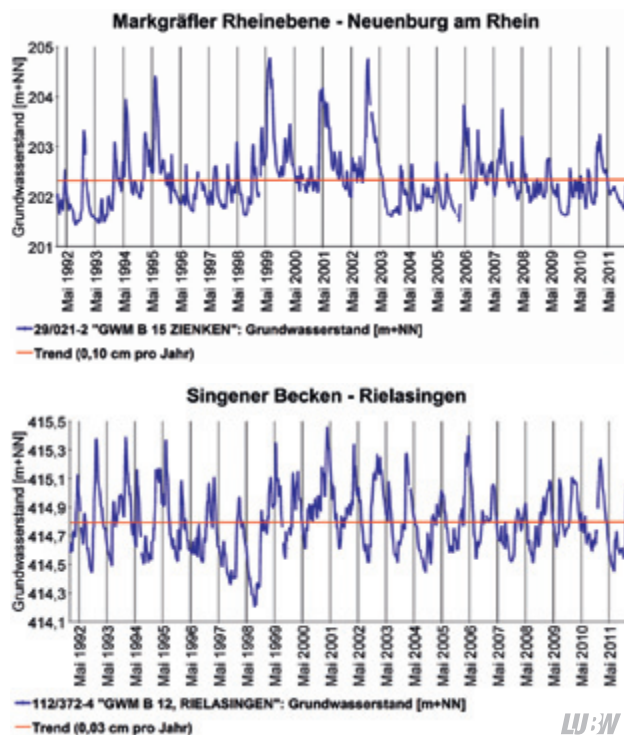 Markgräfler Rheinebene - Neuenburg am Rhein
Grundwasserstand [m+NN]
205
204
203
202
201
Mai 1992
Mai 1993
Mai 1994
Mai 1995
Mai 1996
Mai 1997
Mai 1998
Mai 1999
Mai 2000
Mai 2001
Mai 2002
Mai 2003
Mai 2004
Mai 2005
Mai 2006
Mai 2007
Mai 2008
Mai 2009
Mai 2010
Mai 2011
29/021-2 "GWM B 15 ZIENKEN": Grundwasserstand [m+NN]
Trend (0,10 cm pro Jahr)
Singener Becken - Rielasingen
Grundwasserstand [m+NN]
415,5
415,1
414,9
414,7
414,5
414,1
Mai 1992
Mai 1993
Mai 1994
Mai 1995
Mai 1996
Mai 1997
Mai 1998
Mai 1999
Mai 2000
Mai 2001
Mai 2002
Mai 2003
Mai 2004
Mai 2005
Mai 2006
Mai 2007
Mai 2008
Mai 2009
Mai 2010
Mai 2011
112/372-4 "GWM B 12, RIELASINGEN": Grundwasserstand [m+NN]
Trend (0,03 cm pro Jahr)
LUBW